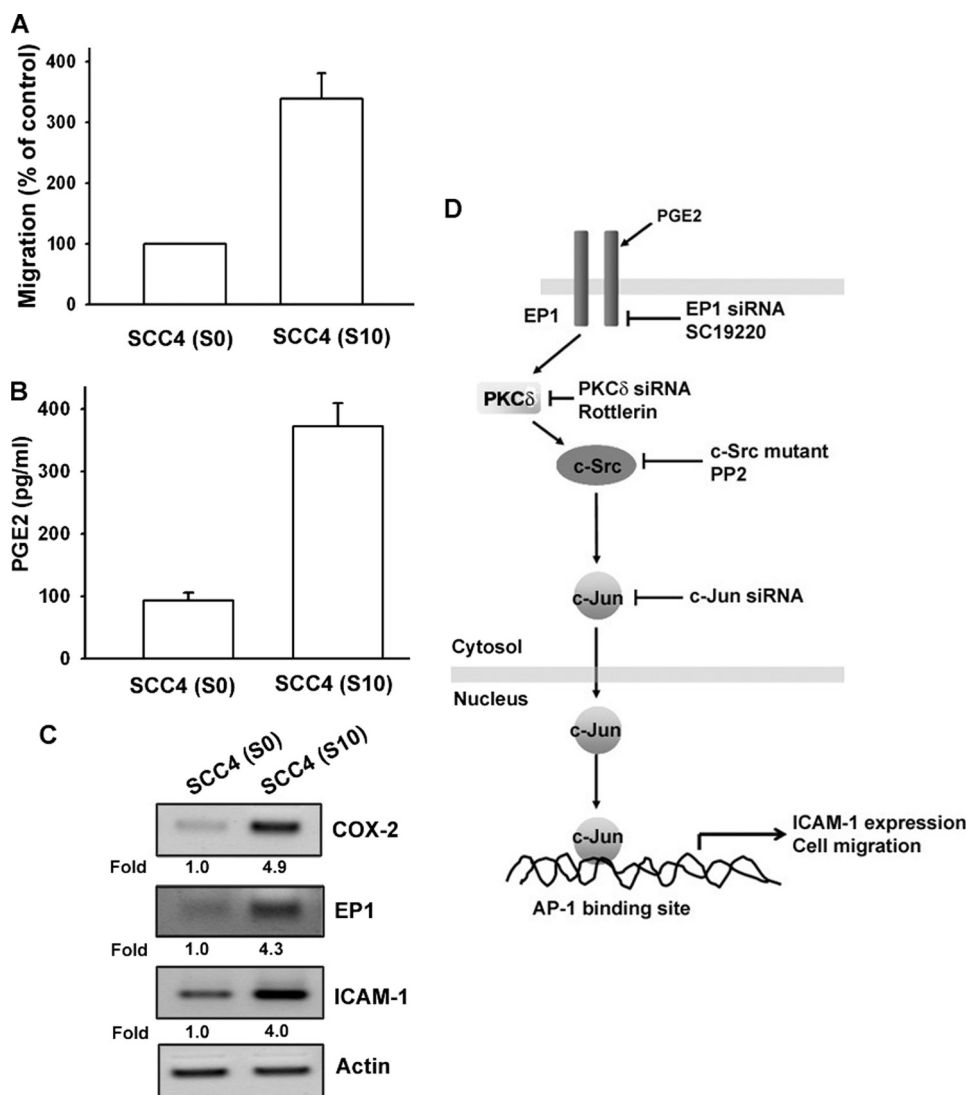 A
Migration (% of control)
400
300
200
100
0
SCC4 (S0)
SCC4 (S10)
B
PGE2 (pg/ml)
400
300
200
100
0
SCC4 (S0)
SCC4 (S10)
C
SCC4 (S0)
SCC4 (S10)
COX-2
Fold 1.0 4.9
EP1
Fold 1.0 4.3
ICAM-1
Fold 1.0 4.0
Actin
D
PGE2
EP1
EP1 siRNA
SC19220
PKCδ
PKCδ siRNA
Rottlerin
c-Src
c-Src mutant
PP2
c-Jun
c-Jun siRNA
Cytosol
Nucleus
c-Jun
c-Jun
ICAM-1 expression
Cell migration
AP-1 binding site